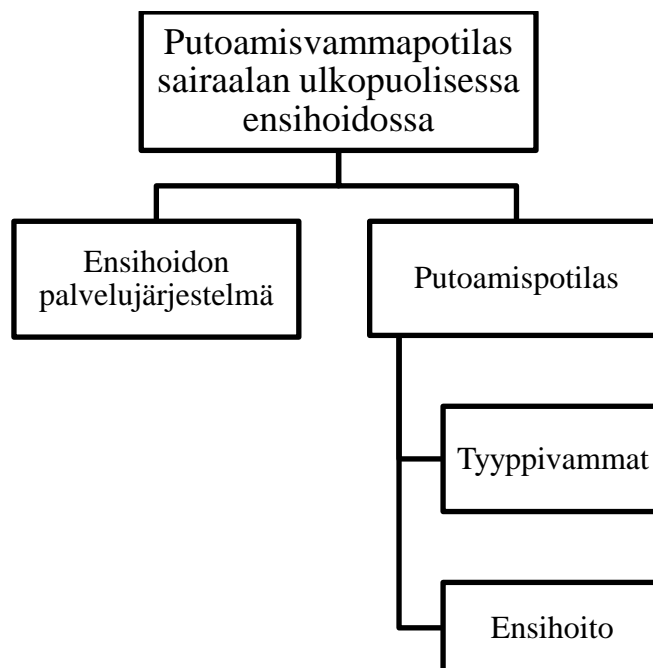 Putoamisvammapotilas
sairaalan ulkopuolisessa
ensihoidossa
Ensihoidon
palvelujärjestelmä
Putoamispotilas
Tyyppivammat
Ensihoito